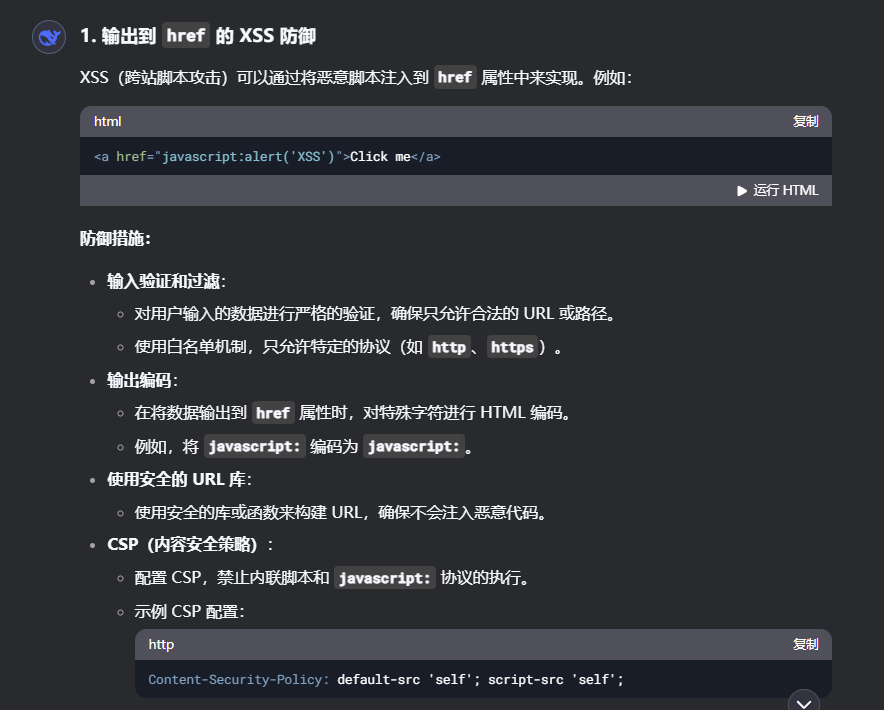 1. 输出到 href 的 XSS 防御
XSS（跨站脚本攻击）可以通过将恶意脚本注入到 href 属性中来实现。例如：
html 复制
<a href="javascript:alert('XSS')">Click me</a>
运行 HTML
防御措施：
输入验证和过滤：
对用户输入的数据进行严格的验证，确保只允许合法的 URL 或路径。
使用白名单机制，只允许特定的协议（如 http、https）。
输出编码：
在将数据输出到 href 属性时，对特殊字符进行 HTML 编码。
例如，将 javascript: 编码为 javascript:。
使用安全的 URL 库：
使用安全的库或函数来构建 URL，确保不会注入恶意代码。
CSP（内容安全策略）：
配置 CSP，禁止内联脚本和 javascript: 协议的执行。
示例 CSP 配置：
http 复制
Content-Security-Policy: default-src 'self'; script-src 'self';